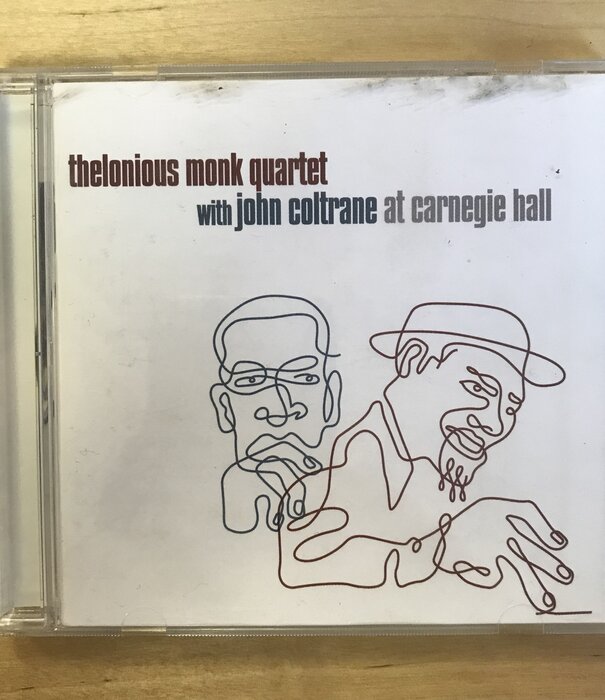 thelonious monk quartet
with john coltrane at carnegie hall